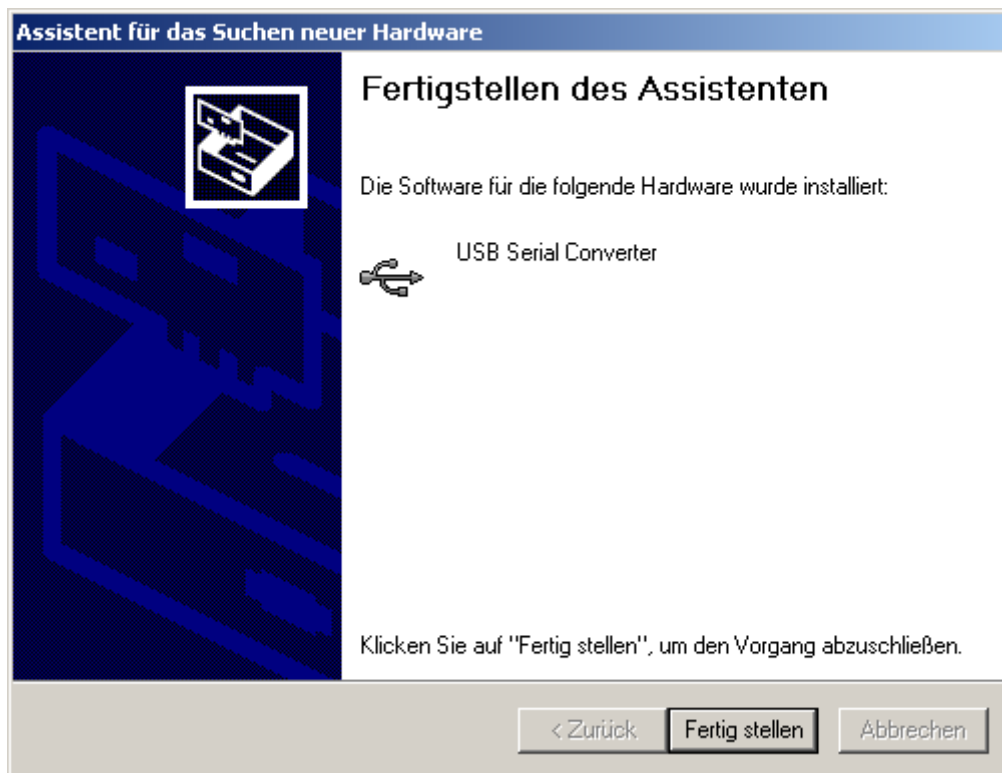 Assistent für das Suchen neuer Hardware
Fertigstellen des Assistenten
Die Software für die folgende Hardware wurde installiert:
USB Serial Converter
Klicken Sie auf "Fertig stellen", um den Vorgang abzuschließen.
< Zurück Fertig stellen Abbrechen